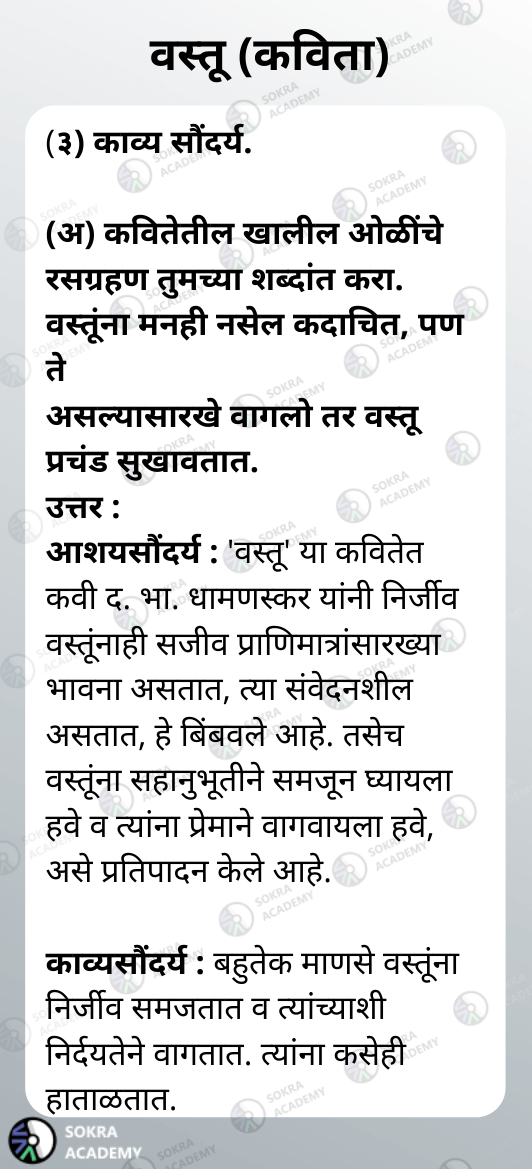 वस्तू (कविता)
(३) काव्य सौंदर्य.
(अ) कवितेतील खालील ओळींचे
रसग्रहण तुमच्या शब्दांत करा.
वस्तूंना मनही नसेल कदाचित, पण
ते
असल्यासारखे वागलो तर वस्तू
प्रचंड सुखावतात.
उत्तर :
आशयसौंदर्य : 'वस्तू' या कवितेत
कवी द. भा. धामणस्कर यांनी निर्जीव
वस्तूंनाही सजीव प्राणिमात्रांसारख्या
भावना असतात, त्या संवेदनशील
असतात, हे बिंबवले आहे. तसेच
वस्तूंना सहानुभूतीने समजून घ्यायला
हवे व त्यांना प्रेमाने वागवायला हवे,
असे प्रतिपादन केले आहे.
काव्यसौंदर्य : बहुतेक माणसे वस्तूंना
निर्जीव समजतात व त्यांच्याशी
निर्दयतेने वागतात. त्यांना कसेही
हाताळतात.
SOKRA
ACADEMY